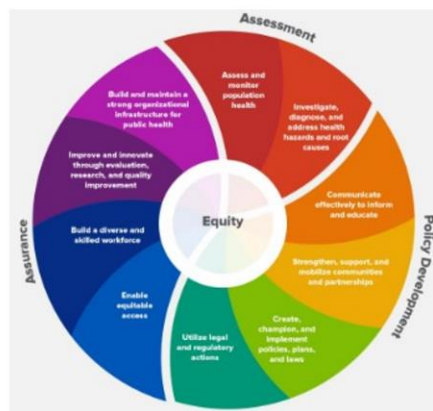 Assessment
Assess and
monitor
population
health
Investigate,
diagnose, and
address health
hazards and root
causes
Policy Development
Communicate
effectively to inform
and educate
Strengthen, support, and
mobilize communities
and partnerships
Create,
champion, and
implement
policies, plans,
and laws
Utilize legal
and regulatory
actions
Assurance
Enable
equitable
access
Build a diverse and
skilled workforce
Improve and innovate
through evaluation,
research, and quality
improvement
Build and maintain a
strong organizational
infrastructure for
public health
Equity